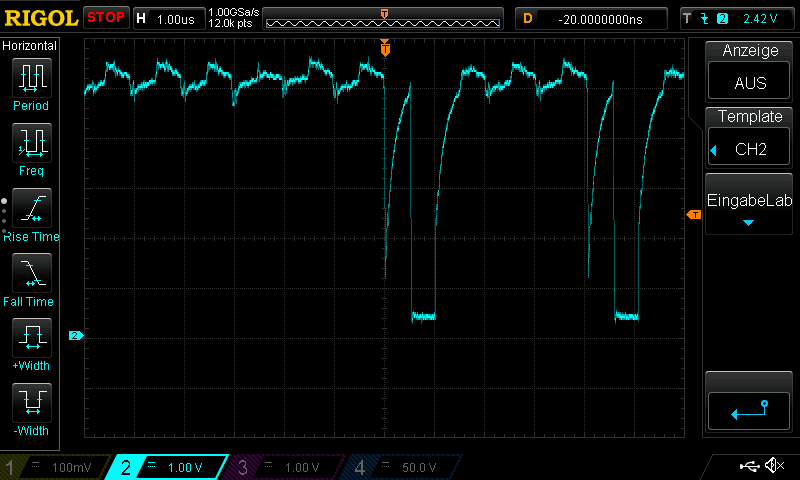 RIGOL STOP H 1.00us 1.00GSa/s 12.0k pts D -20.0000000ns T 2 2.42 V
Horizontal
Period
Freq
Rise Time
Fall Time
+Width
-Width
T
T
T
2
Anzeige
AUS
Template
CH2
EingabeLab
1 100mV 2 1.00 V 3 1.00 V 4 50.0 V